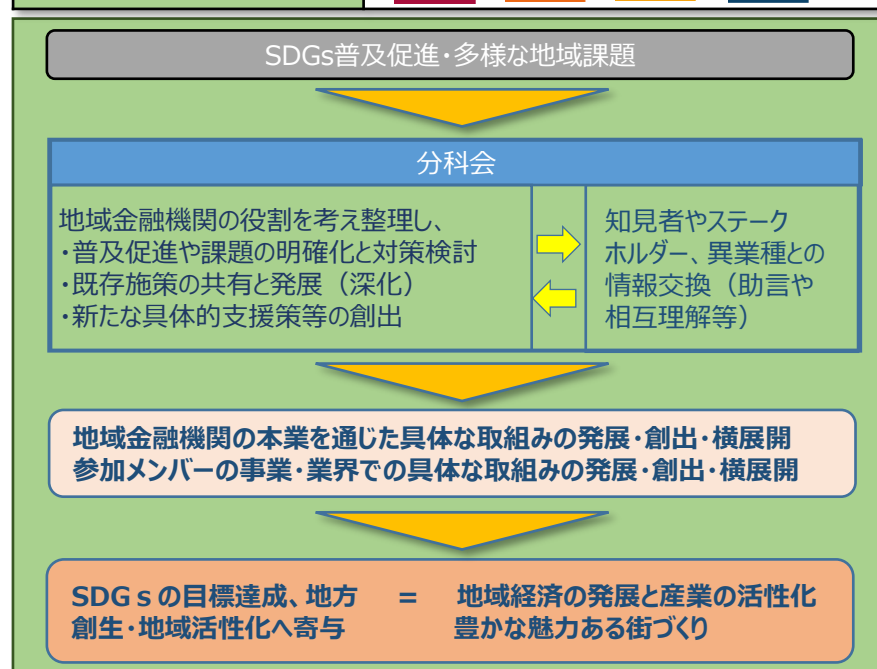 SDGs普及促進・多様な地域課題
分科会
地域金融機関の役割を考え整理し、
・普及促進や課題の明確化と対策検討
・既存施策の共有と発展（深化）
・新たな具体的支援策等の創出
知見者やステーク
ホルダー、異業種との
情報交換（助言や
相互理解等）
地域金融機関の本業を通じた具体な取組みの発展・創出・横展開
参加メンバーの事業・業界での具体な取組みの発展・創出・横展開
SDGｓの目標達成、地方
創生・地域活性化へ寄与
＝
地域経済の発展と産業の活性化
豊かな魅力ある街づくり